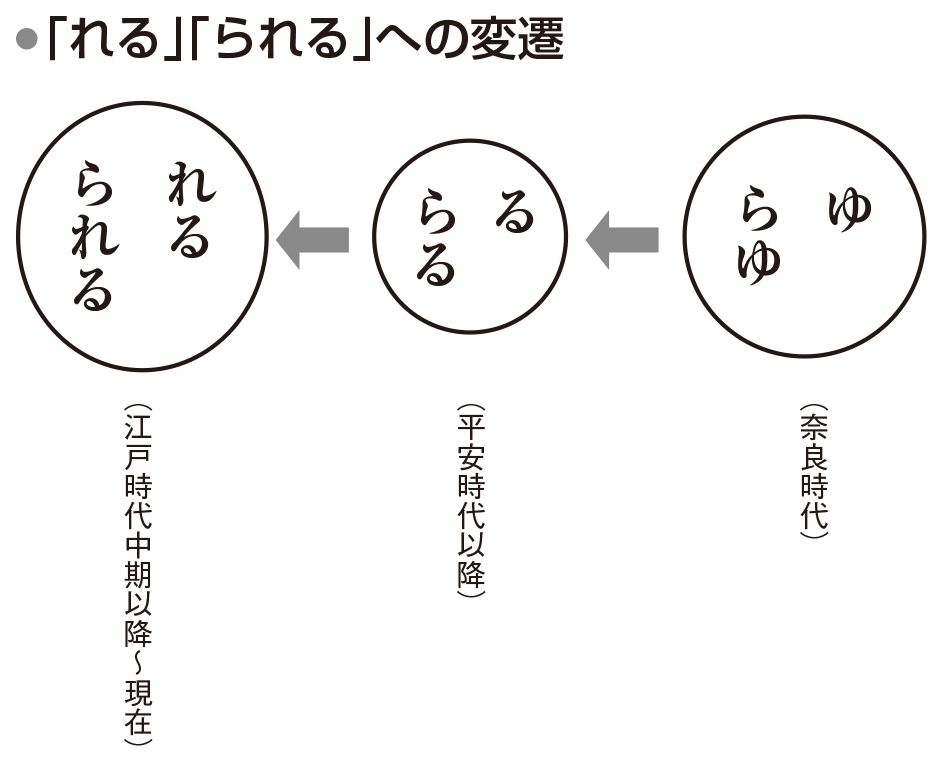 ●「れる」「られる」への変遷
ゆ
らゆ
（奈良時代）
る
らる
（平安時代以降）
れる
られる
（江戸時代中期以降～現在）